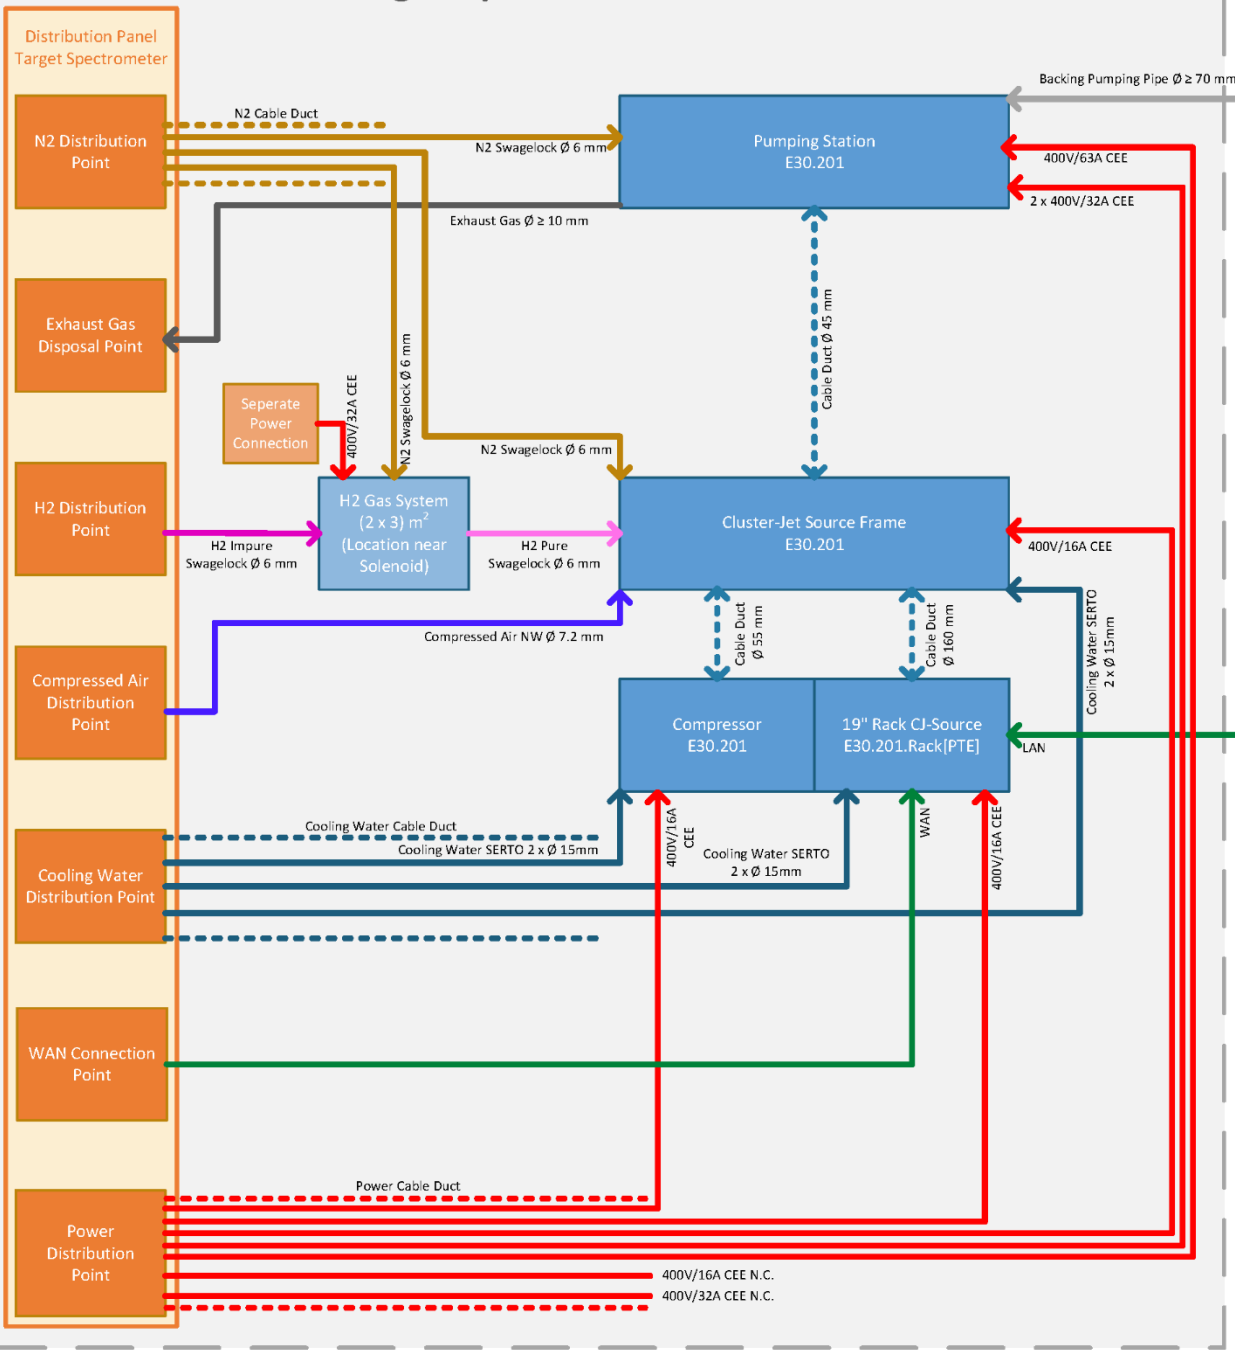 Distribution Panel
Target Spectrometer
Backing Pumping Pipe Ø ≥ 70 mm
N2 Cable Duct
N2 Distribution
Point
N2 Swagelock Ø 6 mm
Pumping Station
E30.201
400V/63A CEE
2 x 400V/32A CEE
Exhaust Gas Ø ≥ 10 mm
Exhaust Gas
Disposal Point
Cable Duct Ø 45 mm
Seperate
Power
Connection
400V/32A CEE
N2 Swagelock Ø 6 mm
N2 Swagelock Ø 6 mm
H2 Distribution
Point
H2 Impure
Swagelock Ø 6 mm
H2 Gas System
(2 x 3) m²
(Location near
Solenoid)
H2 Pure
Swagelock Ø 6 mm
Cluster-Jet Source Frame
E30.201
400V/16A CEE
Compressed Air NW Ø 7.2 mm
Cable Duct
Ø 55 mm
Cable Duct
Ø 160 mm
Cooling Water SERTO
2 x Ø 15mm
Compressed Air
Distribution
Point
Compressor
E30.201
19" Rack CJ-Source
E30.201.Rack[PTE]
LAN
Cooling Water Cable Duct
Cooling Water SERTO 2 x Ø 15mm
400V/16A
CEE
Cooling Water SERTO
2 x Ø 15mm
WAN
400V/16A CEE
Cooling Water
Distribution Point
WAN Connection
Point
Power Cable Duct
Power
Distribution
Point
400V/16A CEE N.C.
400V/32A CEE N.C.